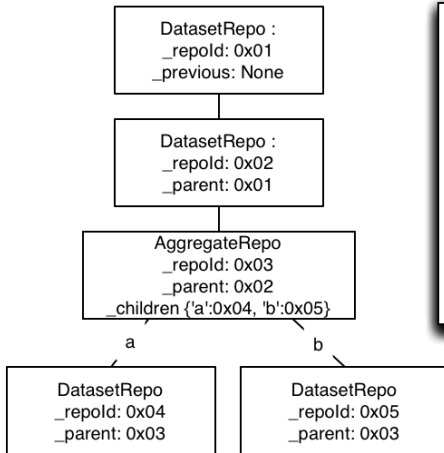 DatasetRepo :
_repoId: 0x01
_previous: None
DatasetRepo :
_repoId: 0x02
_parent: 0x01
AggregateRepo
_repoId: 0x03
_parent: 0x02
_children {'a':0x04, 'b':0x05}
a
b
DatasetRepo
_repoId: 0x04
_parent: 0x03
DatasetRepo
_repoId: 0x05
_parent: 0x03